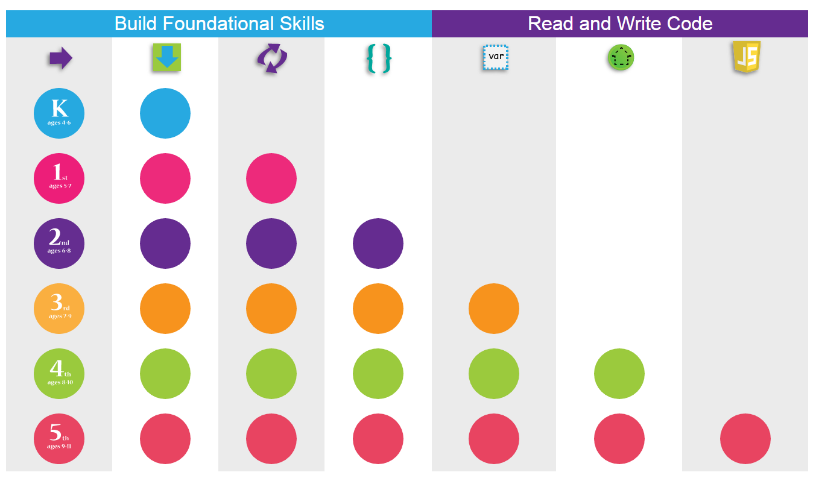 Build Foundational Skills
Read and Write Code
{ }
var
JS
K
ages 4-6
1st
ages 5-7
2nd
ages 6-8
3rd
ages 7-9
4th
ages 8-10
5th
ages 9-11